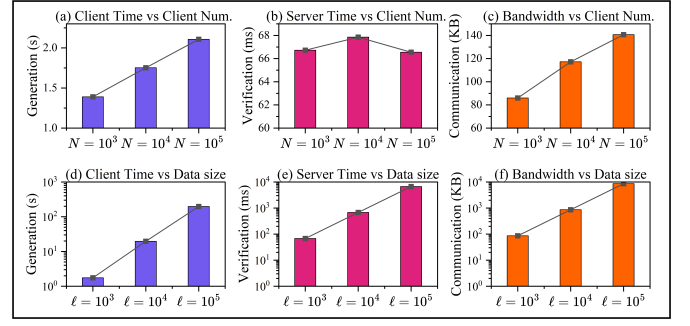 (a) Client Time vs Client Num.
Generation (s)
2.0
1.5
1.0
N = 10³ N = 10⁴ N = 10⁵
(b) Server Time vs Client Num.
Verification (ms)
68
66
64
62
60
N = 10³ N = 10⁴ N = 10⁵
(c) Bandwidth vs Client Num.
Communication (KB)
140
120
100
80
60
N = 10³ N = 10⁴ N = 10⁵
(d) Client Time vs Data size
Generation (s)
10³
10²
10¹
10⁰
ℓ = 10³ ℓ = 10⁴ ℓ = 10⁵
(e) Server Time vs Data size
Verification (ms)
10⁴
10³
10²
10¹
10⁰
ℓ = 10³ ℓ = 10⁴ ℓ = 10⁵
(f) Bandwidth vs Data size
Communication (KB)
10⁴
10³
10²
10¹
10⁰
ℓ = 10³ ℓ = 10⁴ ℓ = 10⁵